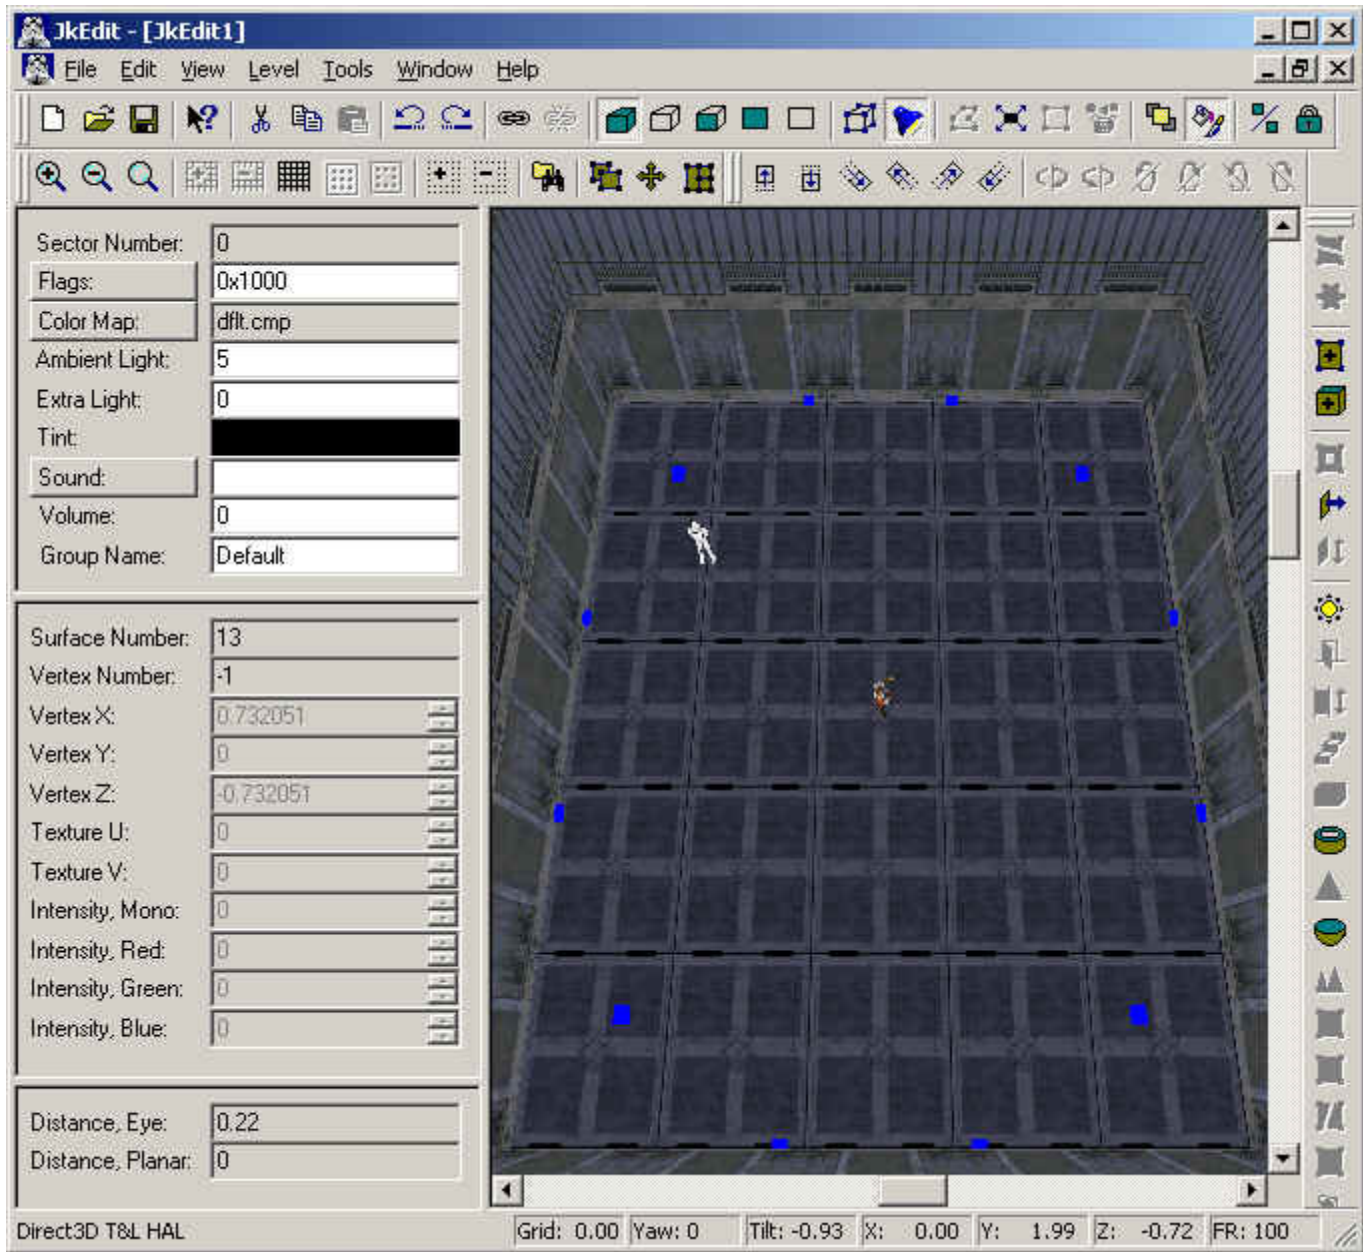 JkEdit - [JkEdit1]
File Edit View Level Tools Window Help
Sector Number: 0
Flags: 0x1000
Color Map: dflt.cmp
Ambient Light: 5
Extra Light: 0
Tint:
Sound:
Volume: 0
Group Name: Default
Surface Number: 13
Vertex Number: -1
Vertex X: 0.732051
Vertex Y: 0
Vertex Z: -0.732051
Texture U: 0
Texture V: 0
Intensity, Mono: 0
Intensity, Red: 0
Intensity, Green: 0
Intensity, Blue: 0
Distance, Eye: 0.22
Distance, Planar: 0
Direct3D T&L HAL Grid: 0.00 Yaw: 0 Tilt: -0.93 X: 0.00 Y: 1.99 Z: -0.72 FR: 100